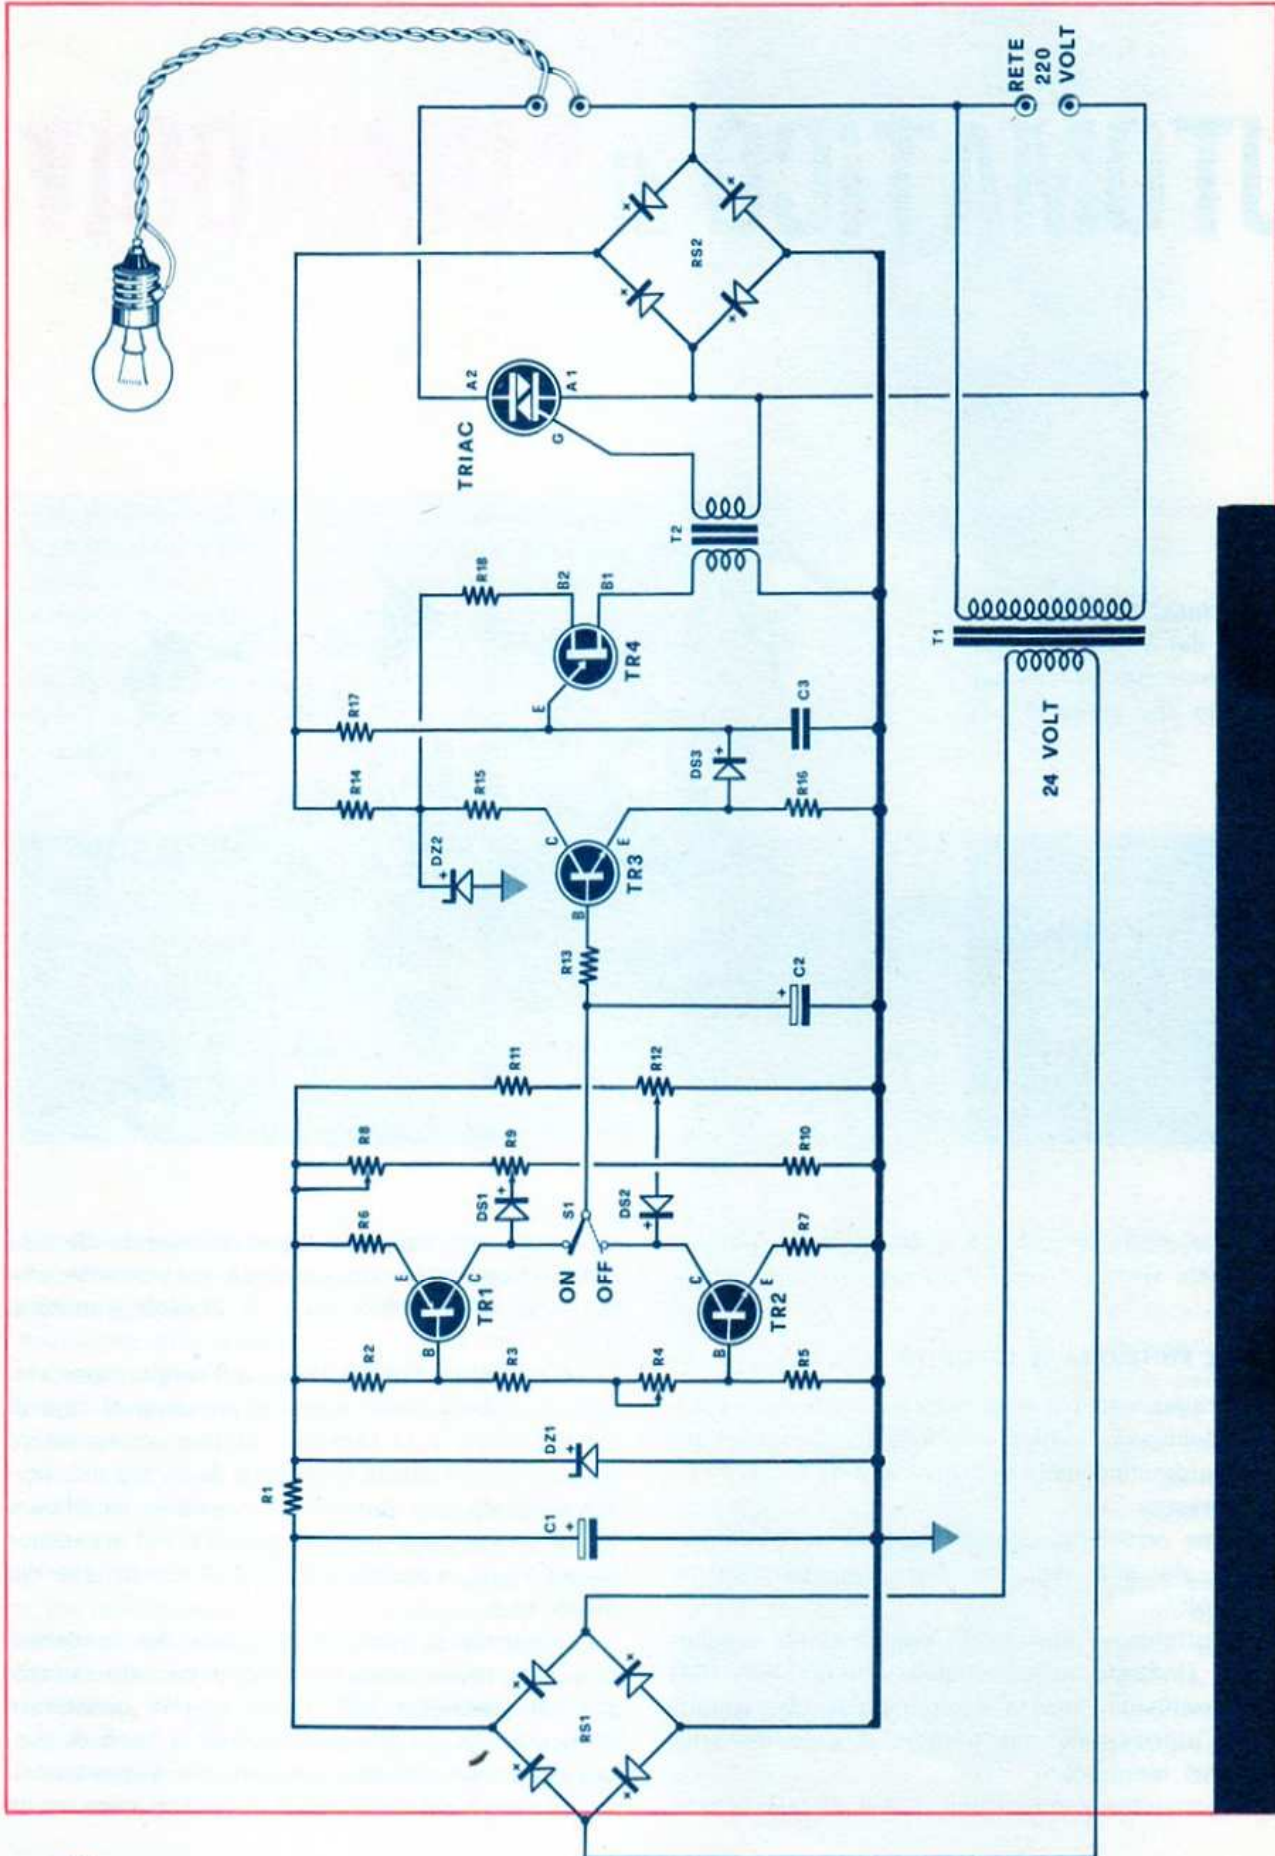 RS1
C1
+
R1
DZ1
+
R2
R3
R4
R5
B
E
C
TR1
B
C
E
TR2
R6
R7
ON
OFF
S1
DS1
+
DS2
+
R8
R9
R10
R11
R12
C2
+
R13
B
C
E
TR3
DZ2
+
R14
R15
R16
DS3
+
R17
C3
E
TR4
B2
B1
R18
T2
TRIAC
G
A2
A1
RS2
24 VOLT
T1
RETE
220
VOLT